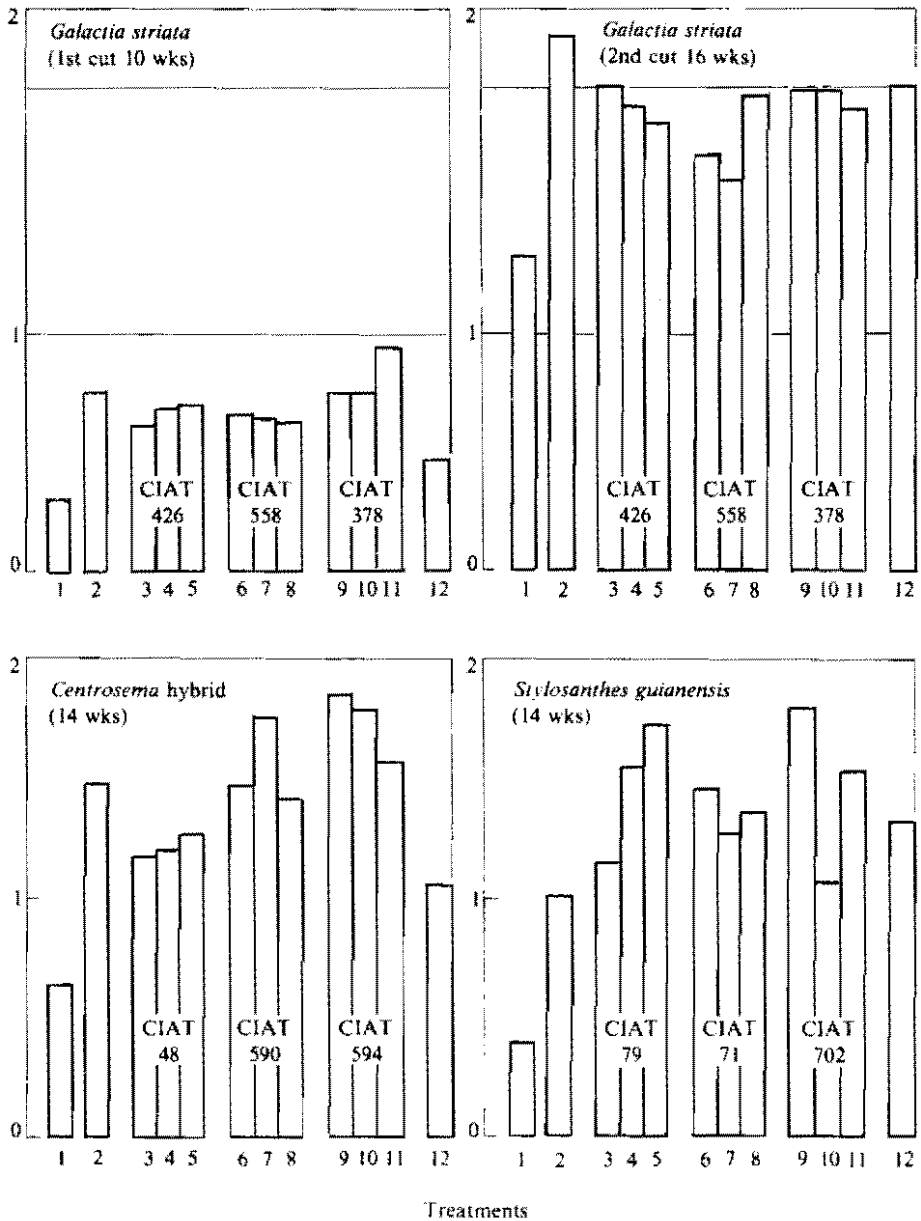 2
Galactia striata
(1st cut 10 wks)
1
CIAT CIAT CIAT
426 558 378
0
1 2 3 4 5 6 7 8 9 10 11 12
2
Galactia striata
(2nd cut 16 wks)
1
CIAT CIAT CIAT
426 558 378
0
1 2 3 4 5 6 7 8 9 10 11 12
2
Centrosema hybrid
(14 wks)
1
CIAT CIAT CIAT
48 590 594
0
1 2 3 4 5 6 7 8 9 10 11 12
2
Stylosanthes guianensis
(14 wks)
1
CIAT CIAT CIAT
79 71 702
0
1 2 3 4 5 6 7 8 9 10 11 12
Treatments